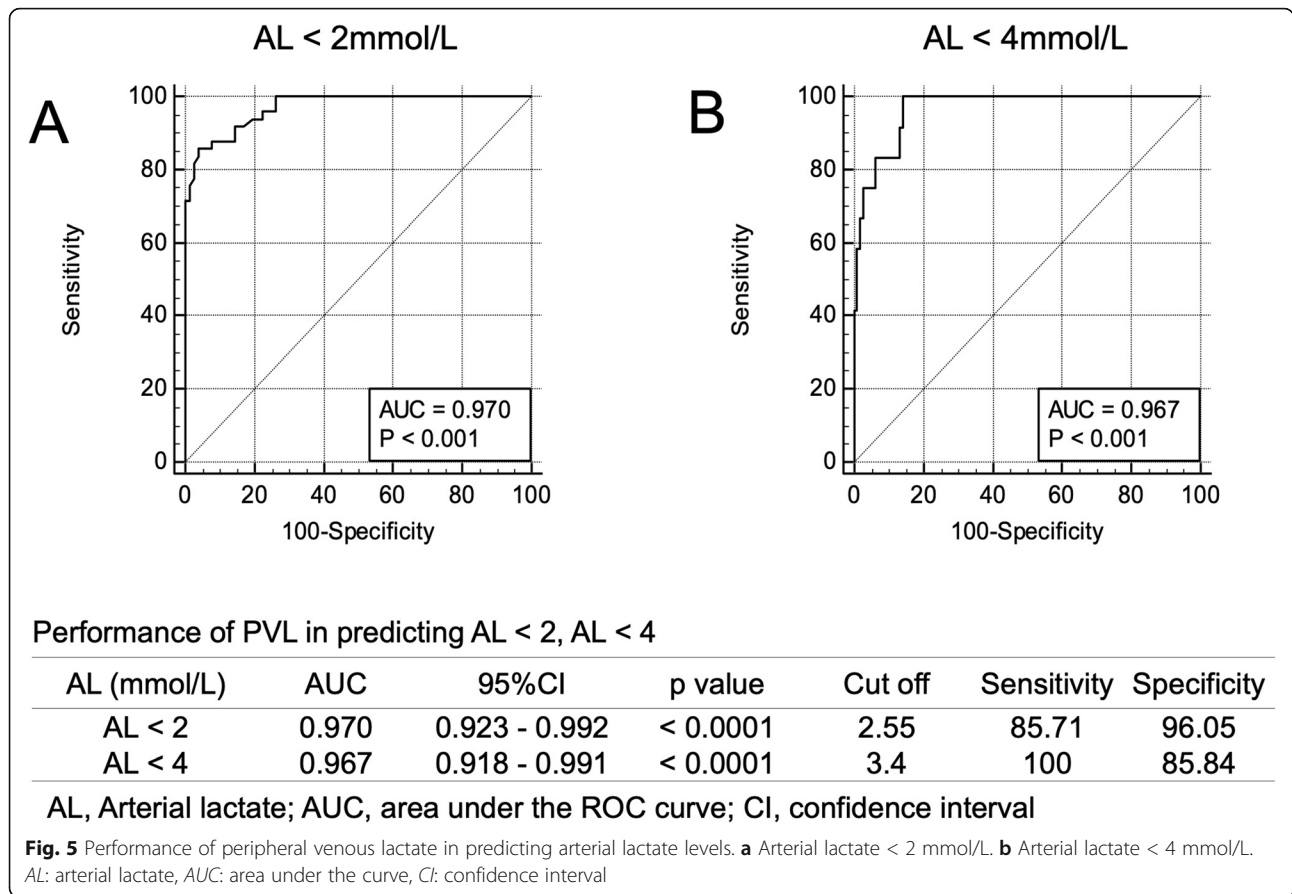 AL < 2mmol/L
A
100
80
60
40
20
0
Sensitivity
AUC = 0.970
P < 0.001
0 20 40 60 80 100
100-Specificity
AL < 4mmol/L
B
100
80
60
40
20
0
Sensitivity
AUC = 0.967
P < 0.001
0 20 40 60 80 100
100-Specificity
Performance of PVL in predicting AL < 2, AL < 4
AL (mmol/L) AUC 95%CI p value Cut off Sensitivity Specificity
AL < 2 0.970 0.923 - 0.992 < 0.0001 2.55 85.71 96.05
AL < 4 0.967 0.918 - 0.991 < 0.0001 3.4 100 85.84
AL, Arterial lactate; AUC, area under the ROC curve; CI, confidence interval
Fig. 5 Performance of peripheral venous lactate in predicting arterial lactate levels. a Arterial lactate < 2 mmol/L. b Arterial lactate < 4 mmol/L.
AL: arterial lactate, AUC: area under the curve, CI: confidence interval